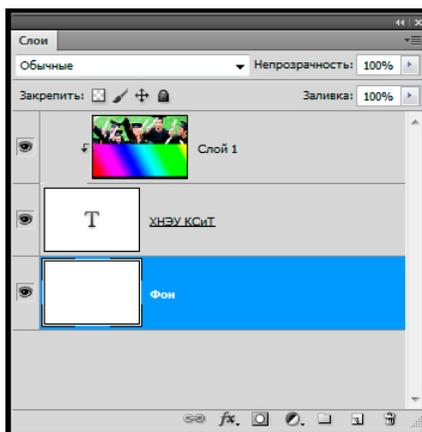 Слои
Обычные
Непрозрачность: 100%
Закрепить:
Заливка: 100%
Слой 1
T
ХНЭУ КСиТ
Фон
fx.